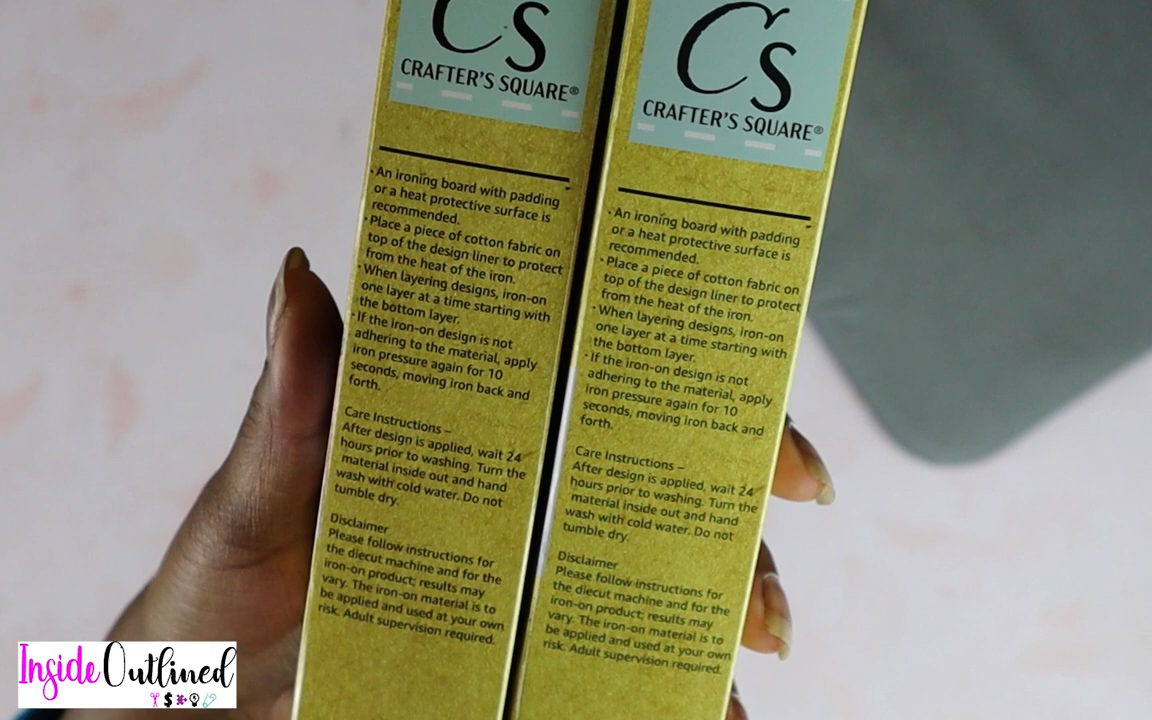 Cs
CRAFTER'S SQUARE®
· An ironing board with padding
or a heat protective surface is
recommended.
· Place a piece of cotton fabric on
top of the design liner to protect
from the heat of the iron.
· When layering designs, iron-on
one layer at a time starting with
the bottom layer.
· If the iron-on design is not
adhering to the material, apply
iron pressure again for 10
seconds, moving iron back and
forth.
Care Instructions –
After design is applied, wait 24
hours prior to washing. Turn the
material inside out and hand
wash with cold water. Do not
tumble dry.
Disclaimer
Please follow instructions for
the diecut machine and for the
iron-on product; results may
vary. The iron-on material is to
be applied and used at your own
risk. Adult supervision required.
Cs
CRAFTER'S SQUARE®
· An ironing board with padding
or a heat protective surface is
recommended.
· Place a piece of cotton fabric on
top of the design liner to protect
from the heat of the iron.
· When layering designs, iron-on
one layer at a time starting with
the bottom layer.
· If the iron-on design is not
adhering to the material, apply
iron pressure again for 10
seconds, moving iron back and
forth.
Care Instructions –
After design is applied, wait 24
hours prior to washing. Turn the
material inside out and hand
wash with cold water. Do not
tumble dry.
Disclaimer
Please follow instructions for
the diecut machine and for the
iron-on product; results may
vary. The iron-on material is to
be applied and used at your own
risk. Adult supervision required.
Inside Outlined